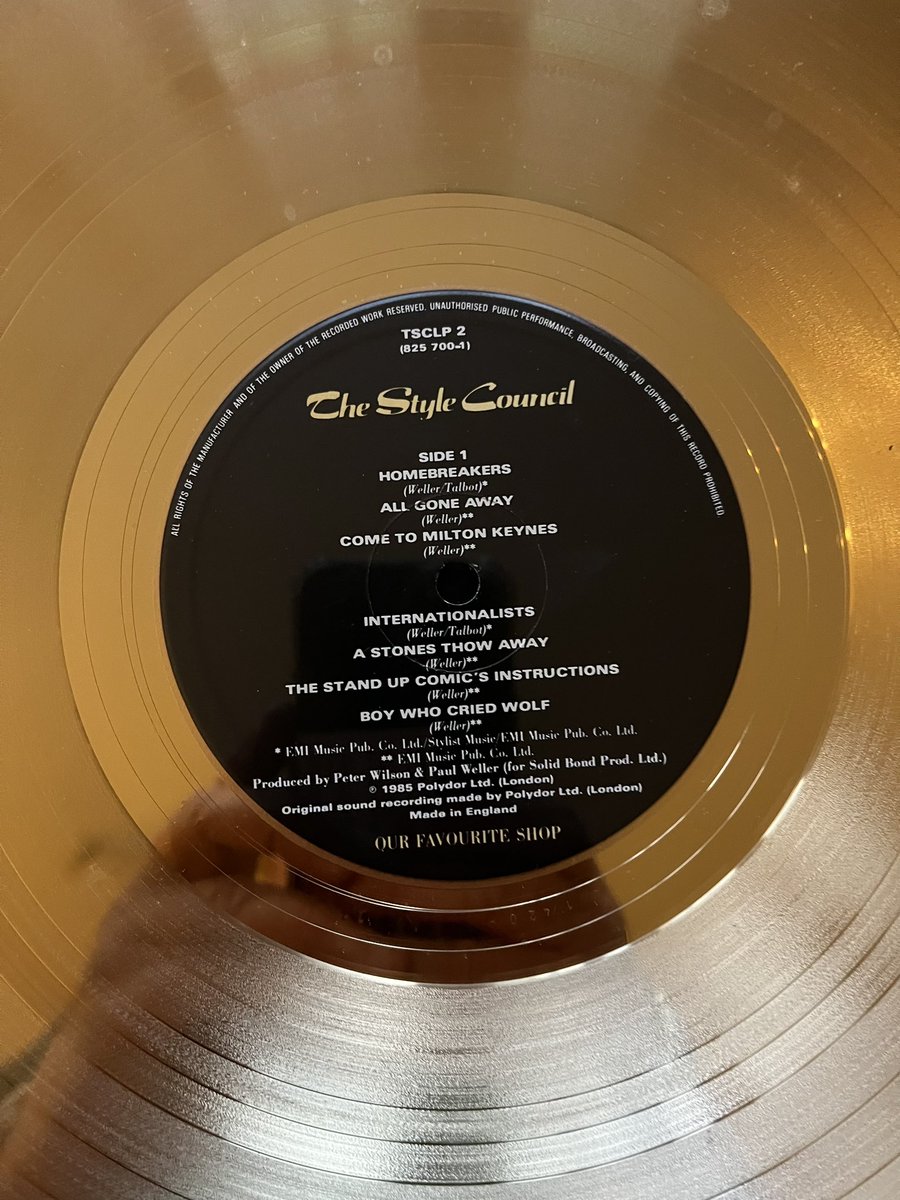 ALL RIGHTS OF THE MANUFACTURER AND OF THE OWNER OF THE RECORDED WORK RESERVED. UNAUTHORISED PUBLIC PERFORMANCE, BROADCASTING, AND COPYING OF THIS RECORD PROHIBITED
TSCLP 2
(825 700-1)
The Style Council
SIDE 1
HOMEBREAKERS
(Weller/Talbot)*
ALL GONE AWAY
(Weller)**
COME TO MILTON KEYNES
(Weller)**
INTERNATIONALISTS
(Weller/Talbot)*
A STONES THOW AWAY
(Weller)**
THE STAND UP COMIC'S INSTRUCTIONS
(Weller)**
BOY WHO CRIED WOLF
(Weller)**
* EMI Music Pub. Co. Ltd./Stylist Music/EMI Music Pub. Co. Ltd.
** EMI Music Pub. Co. Ltd.
Produced by Peter Wilson & Paul Weller (for Solid Bond Prod. Ltd.)
℗ 1985 Polydor Ltd. (London)
Original sound recording made by Polydor Ltd. (London)
Made in England
OUR FAVOURITE SHOP